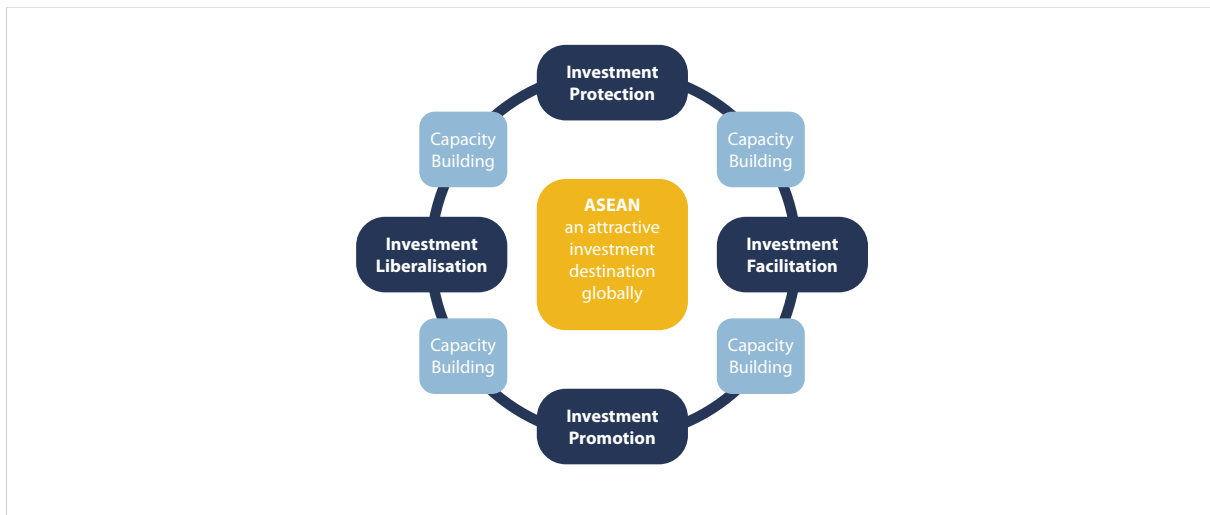 Investment
Protection
Capacity
Building
Capacity
Building
ASEAN
an attractive
investment
destination
globally
Investment
Liberalisation
Investment
Facilitation
Capacity
Building
Capacity
Building
Investment
Promotion